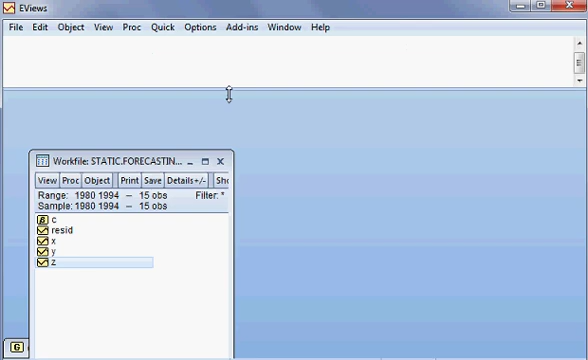 EViews
File Edit Object View Proc Quick Options Add-ins Window Help
Workfile: STATIC.FORECASTIN...
View Proc Object Print Save Details+/- Sho
Range: 1980 1994 -- 15 obs Filter: *
Sample: 1980 1994 -- 15 obs
B c
resid
x
y
z
G